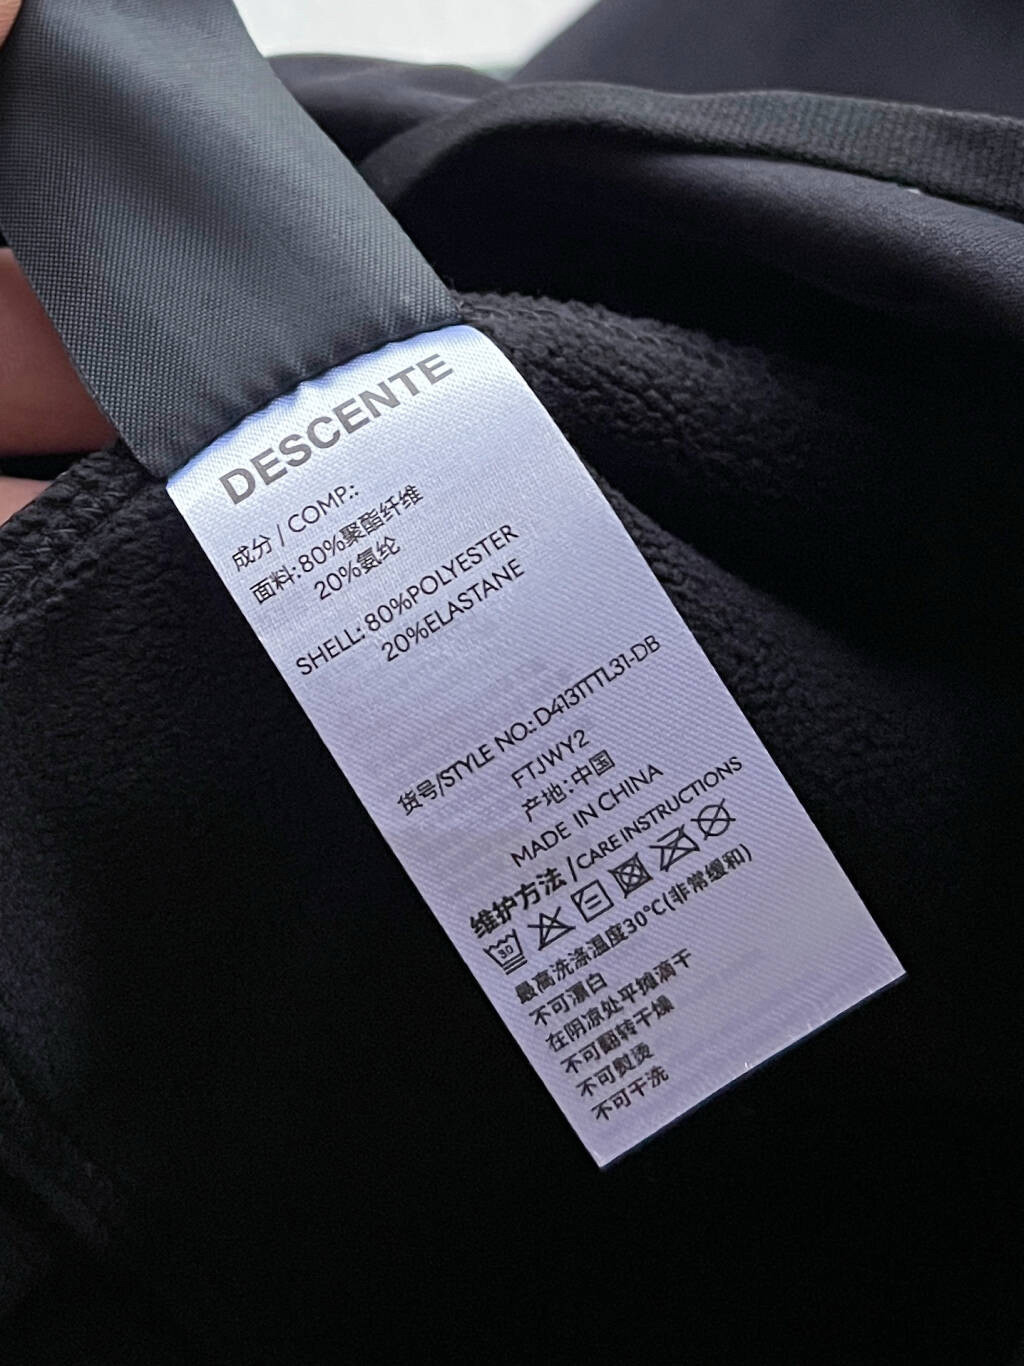 DESCENTE
成分 / COMP.:
面料:80%聚酯纤维
20%氨纶
SHELL: 80%POLYESTER
20%ELASTANE
货号/STYLE NO.: D4131TTL31-DB
FTJWY2
产地:中国
MADE IN CHINA
维护方法 /CARE INSTRUCTIONS
30
最高洗涤温度30°C(非常缓和)
不可漂白
在阴凉处平摊滴干
不可翻转干燥
不可熨烫
不可干洗